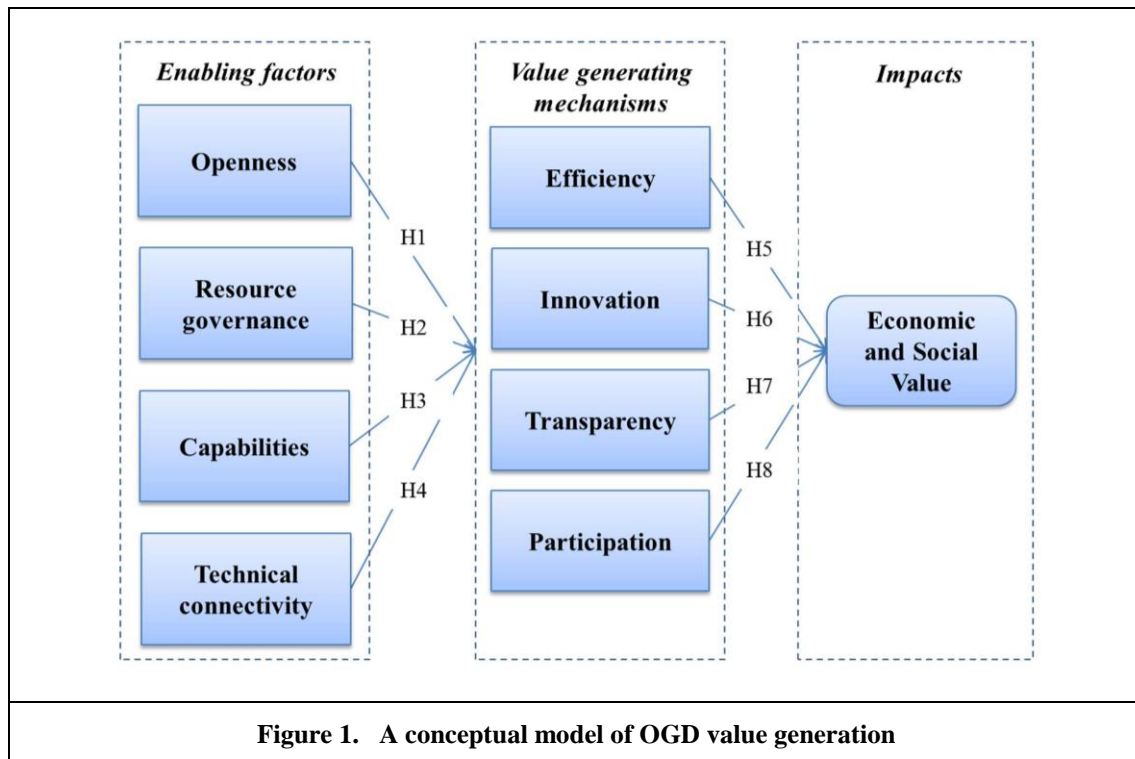 Enabling factors
Openness
Resource
governance
Capabilities
Technical
connectivity
H1
H2
H3
H4
Value generating
mechanisms
Efficiency
Innovation
Transparency
Participation
H5
H6
H7
H8
Impacts
Economic
and Social
Value
Figure 1. A conceptual model of OGD value generation